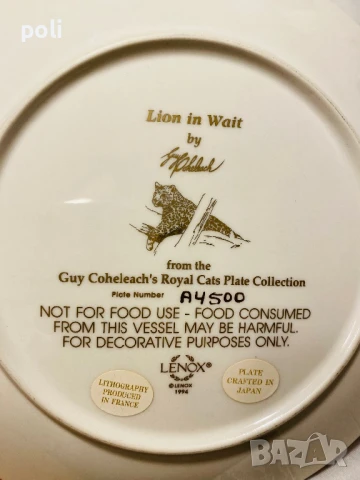 poli
Lion in Wait
by
Guy Coheleach
from the
Guy Coheleach's Royal Cats Plate Collection
Plate Number A4500
NOT FOR FOOD USE - FOOD CONSUMED
FROM THIS VESSEL MAY BE HARMFUL.
FOR DECORATIVE PURPOSES ONLY.
LENOX®
© LENOX
1994
LITHOGRAPHY
PRODUCED
IN FRANCE
PLATE
CRAFTED IN
JAPAN
BAZAR